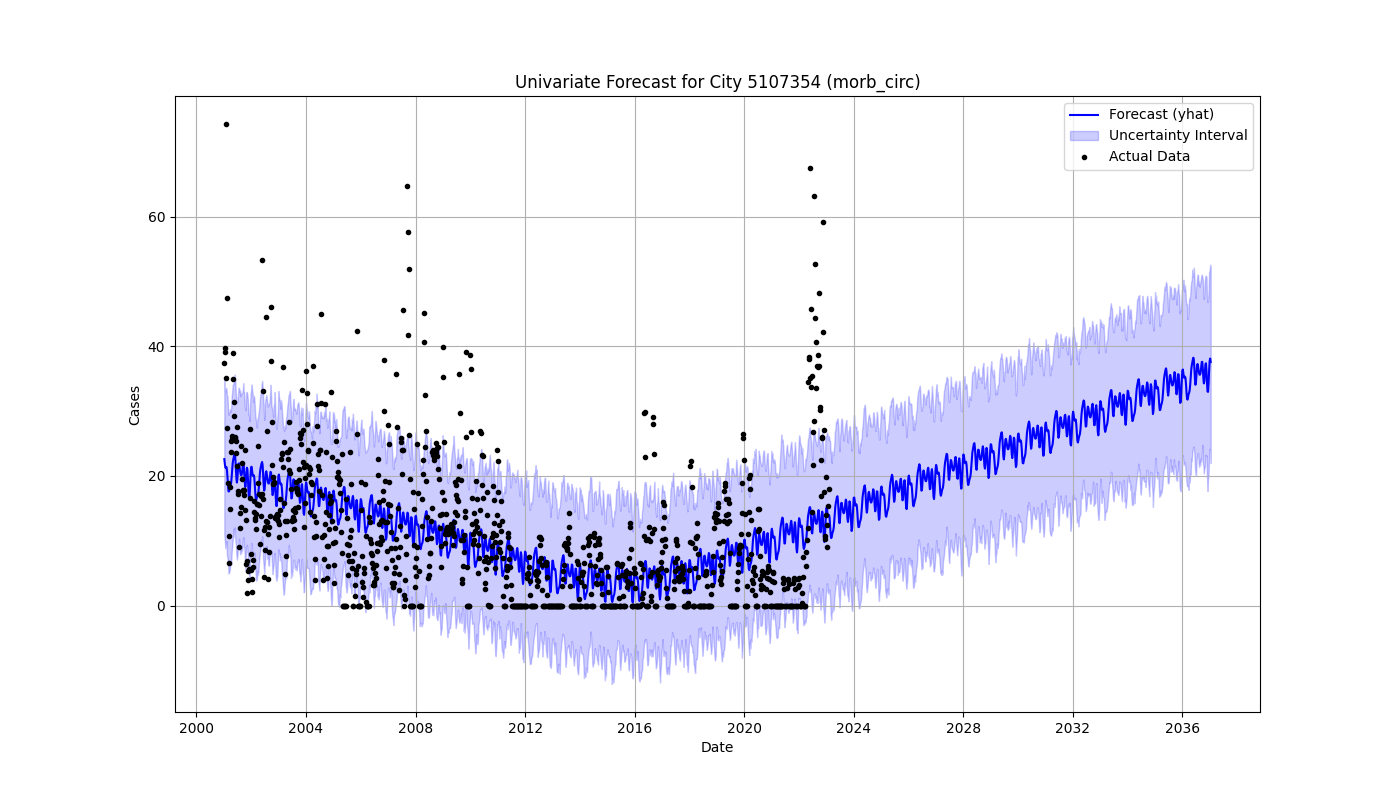 Univariate Forecast for City 5107354 (morb_circ)
Forecast (yhat)
Uncertainty Interval
Actual Data
Cases
60
40
20
0
2000 2004 2008 2012 2016 2020 2024 2028 2032 2036
Date